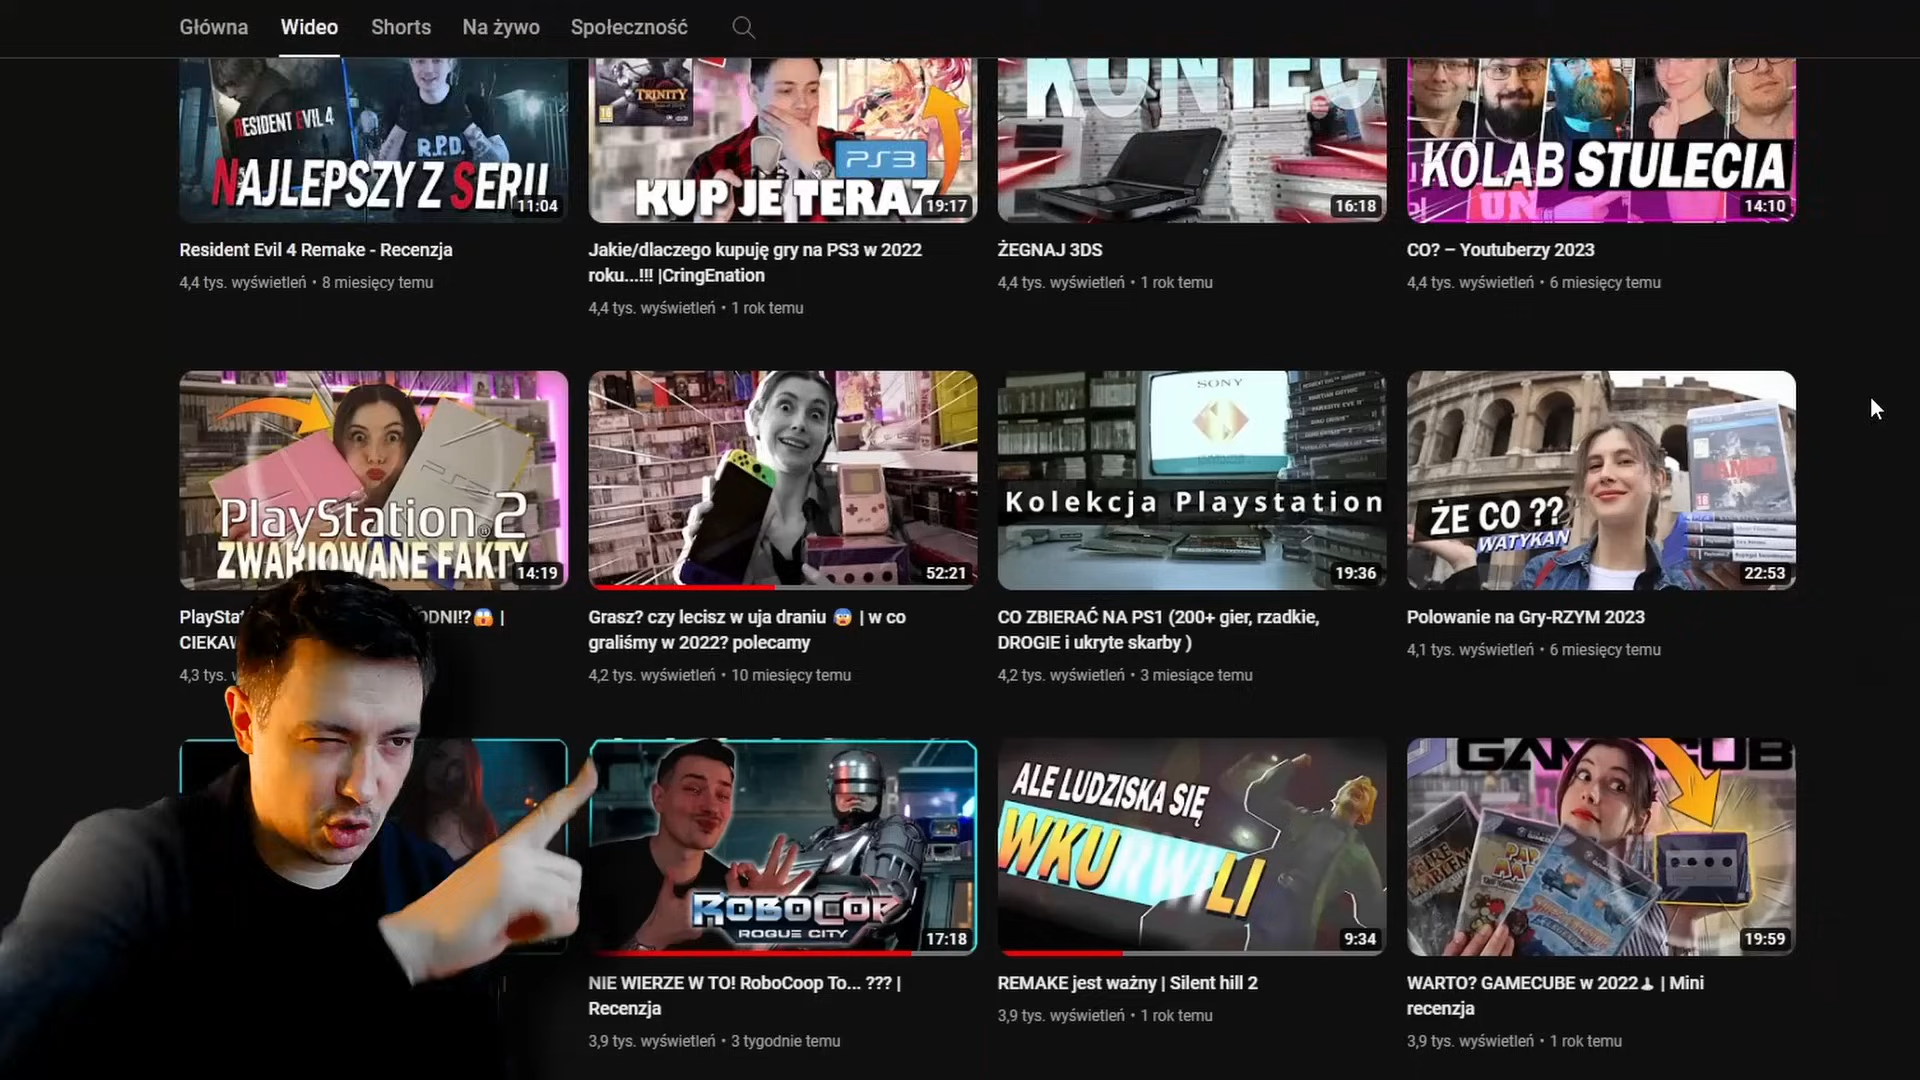 Główna Wideo Shorts Na żywo Społeczność
RESIDENT EVIL 4
R.P.D.
NAJLEPSZY Z SERII
11:04
TRINITY
PS3
KUP JE TERAZ
19:17
KONIEC
16:18
KOLAB STULECIA
14:10
Resident Evil 4 Remake - Recenzja
4,4 tys. wyświetleń • 8 miesięcy temu
Jakie/dlaczego kupuję gry na PS3 w 2022
roku...!!! |CringEnation
4,4 tys. wyświetleń • 1 rok temu
ŻEGNAJ 3DS
4,4 tys. wyświetleń • 1 rok temu
CO? – Youtuberzy 2023
4,4 tys. wyświetleń • 6 miesięcy temu
PlayStation 2
ZWARIOWANE FAKTY
14:19
52:21
SONY
Kolekcja Playstation
19:36
ŻE CO ??
WATYKAN
22:53
PlayStat
ODNI!?😱 |
CIEKAW
4,3 tys. w
Grasz? czy lecisz w uja draniu 😨 | w co
graliśmy w 2022? polecamy
4,2 tys. wyświetleń • 10 miesięcy temu
CO ZBIERAĆ NA PS1 (200+ gier, rzadkie,
DROGIE i ukryte skarby )
4,2 tys. wyświetleń • 3 miesiące temu
Polowanie na Gry-RZYM 2023
4,1 tys. wyświetleń • 6 miesięcy temu
ROBOCOP
ROGUE CITY
17:18
ALE LUDZISKA SIĘ
WKURWILI
9:34
GAMECUB
19:59
NIE WIERZE W TO! RoboCoop To... ??? |
Recenzja
3,9 tys. wyświetleń • 3 tygodnie temu
REMAKE jest ważny | Silent hill 2
3,9 tys. wyświetleń • 1 rok temu
WARTO? GAMECUBE w 2022🕹 | Mini
recenzja
3,9 tys. wyświetleń • 1 rok temu